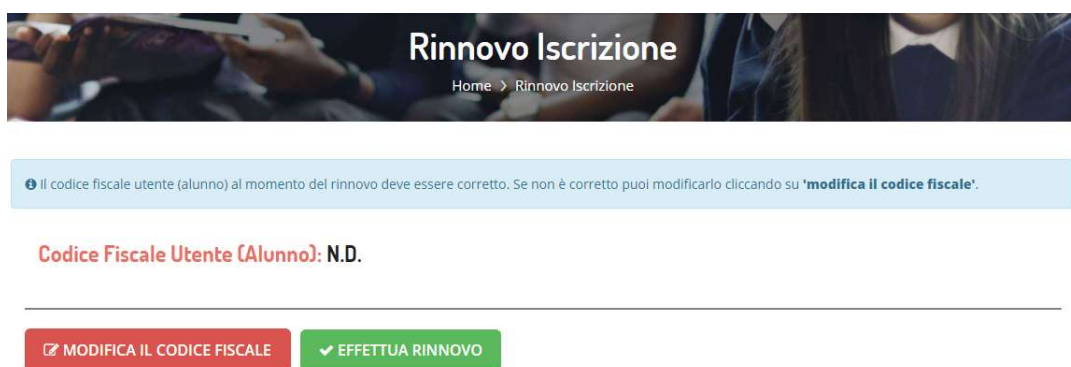 Rinnovo Iscrizione
Home > Rinnovo Iscrizione
Il codice fiscale utente (alunno) al momento del rinnovo deve essere corretto. Se non è corretto puoi modificarlo cliccando su 'modifica il codice fiscale'.
Codice Fiscale Utente (Alunno): N.D.
MODIFICA IL CODICE FISCALE
EFFETTUA RINNOVO